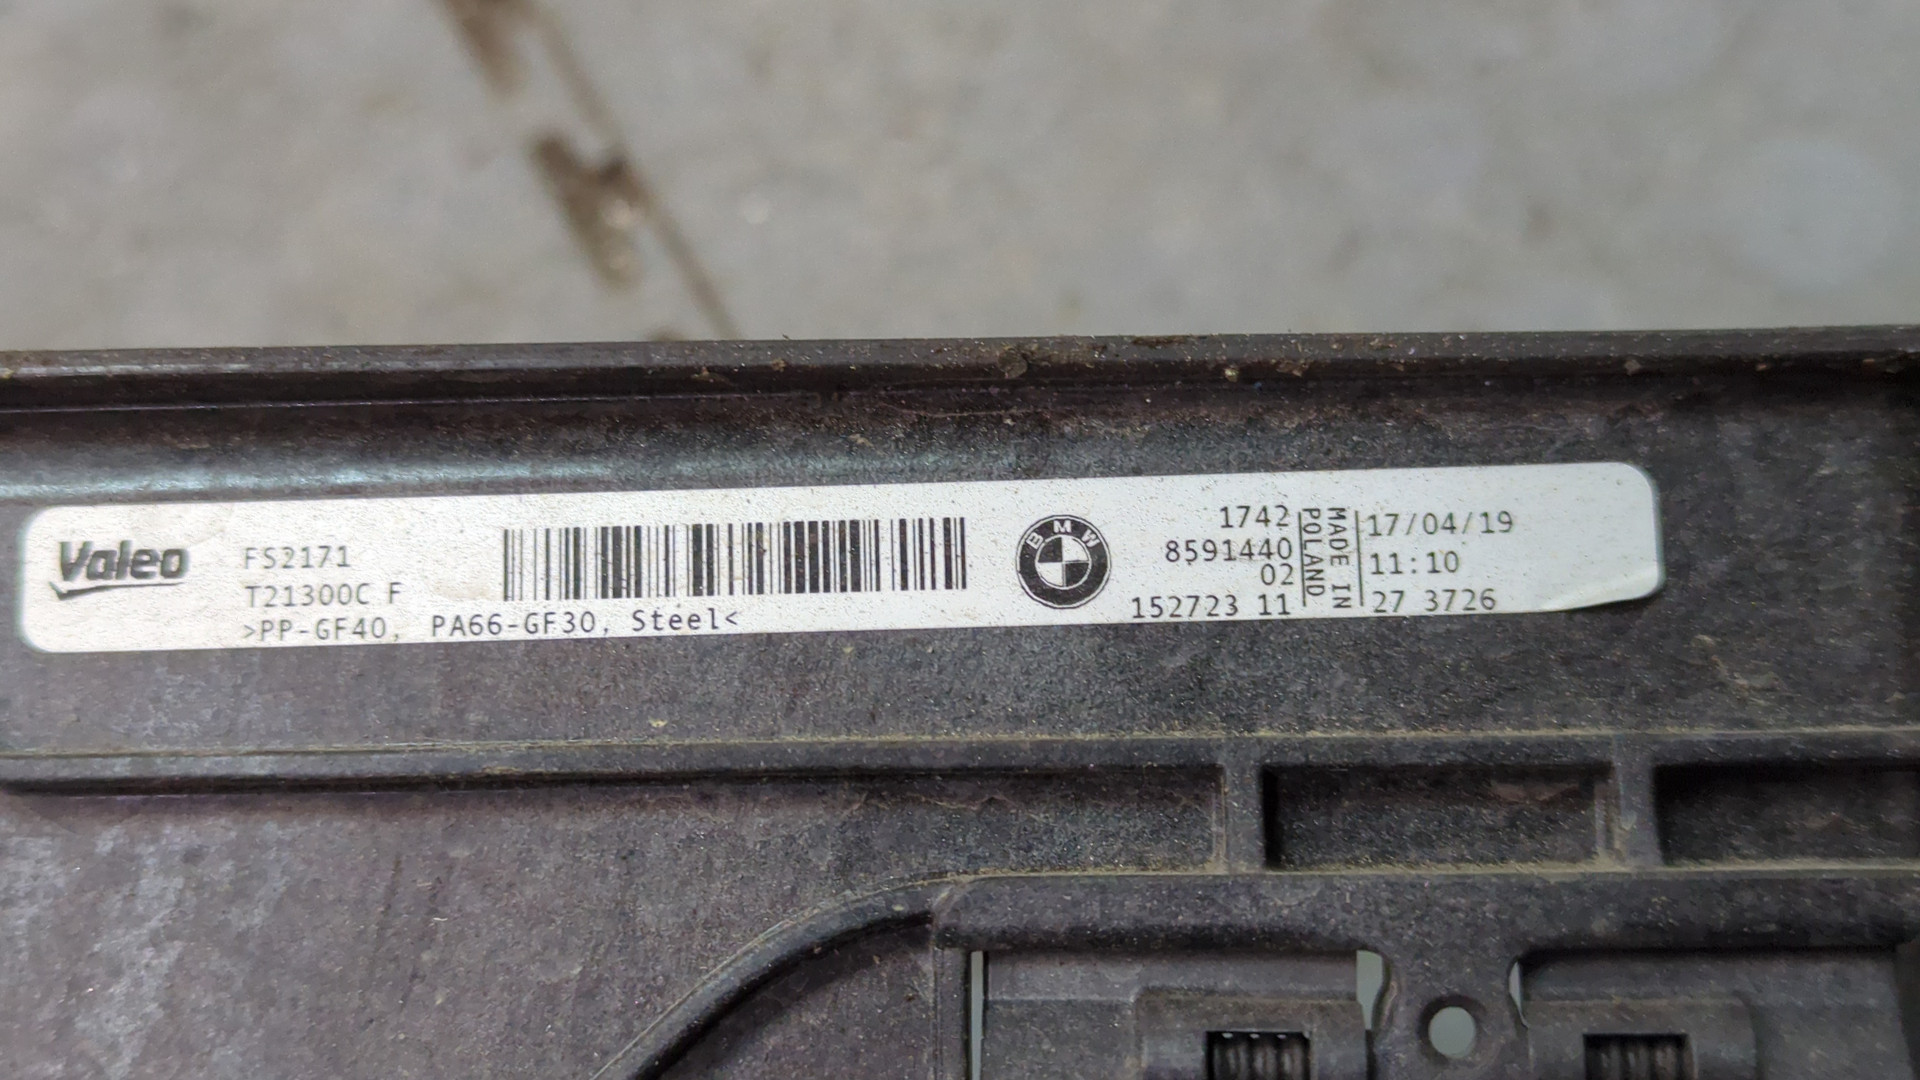 Valeo
FS2171
T21300C F
>PP-GF40, PA66-GF30, Steel<
BMW
1742
8591440
02
152723 11
MADE IN
POLAND
17/04/19
11:10
27 3726